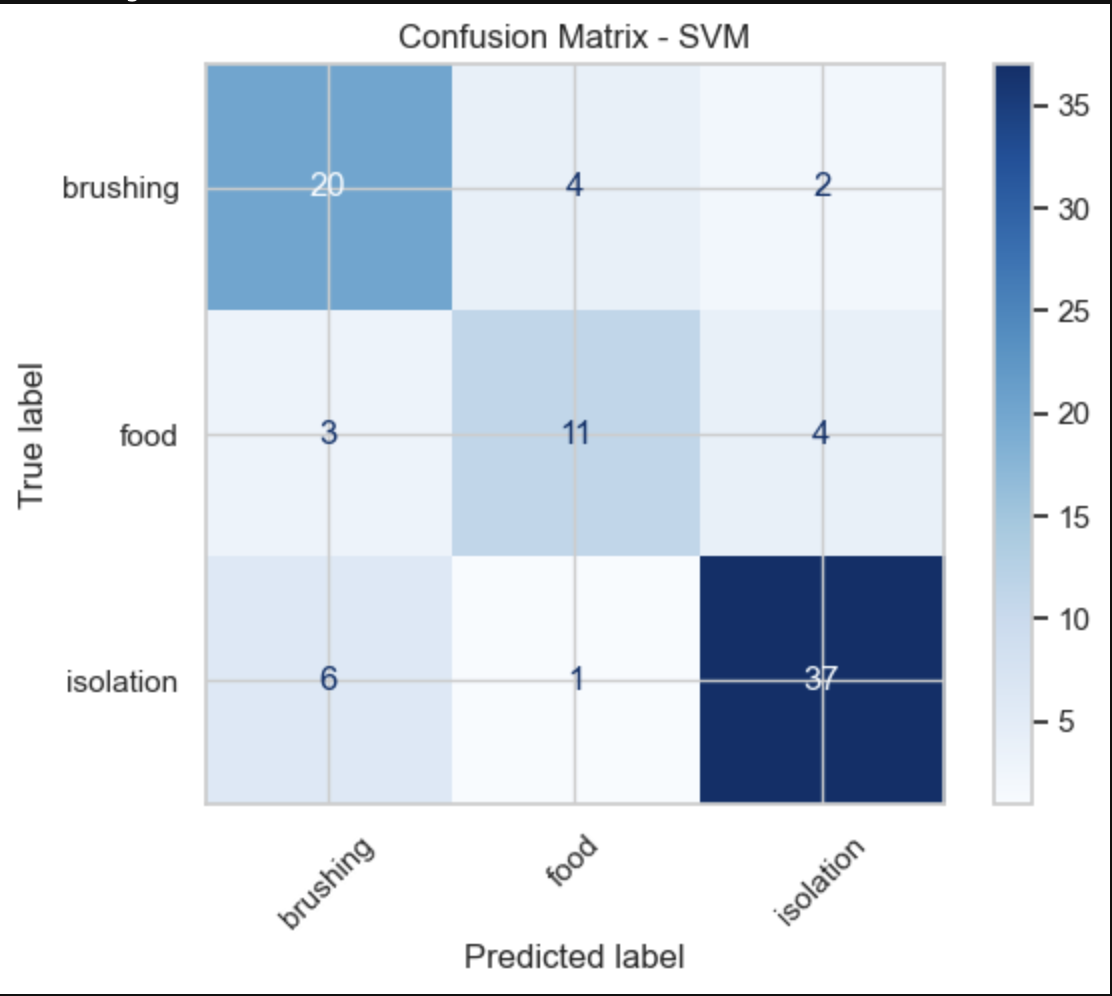 Confusion Matrix - SVM
brushing 20 4 2
food 3 11 4
isolation 6 1 37
brushing food isolation
Predicted label
True label
35
30
25
20
15
10
5